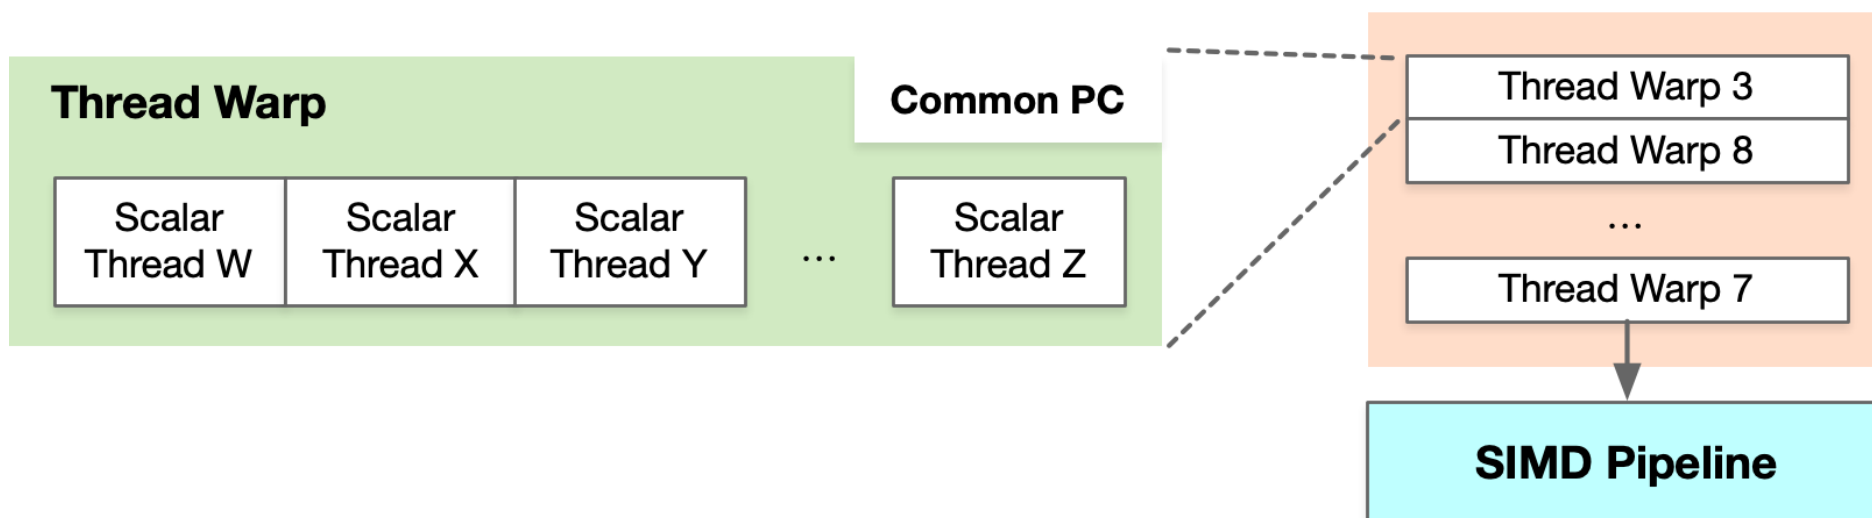 Thread Warp
Common PC
Scalar
Thread W
Scalar
Thread X
Scalar
Thread Y
...
Scalar
Thread Z
Thread Warp 3
Thread Warp 8
...
Thread Warp 7
SIMD Pipeline